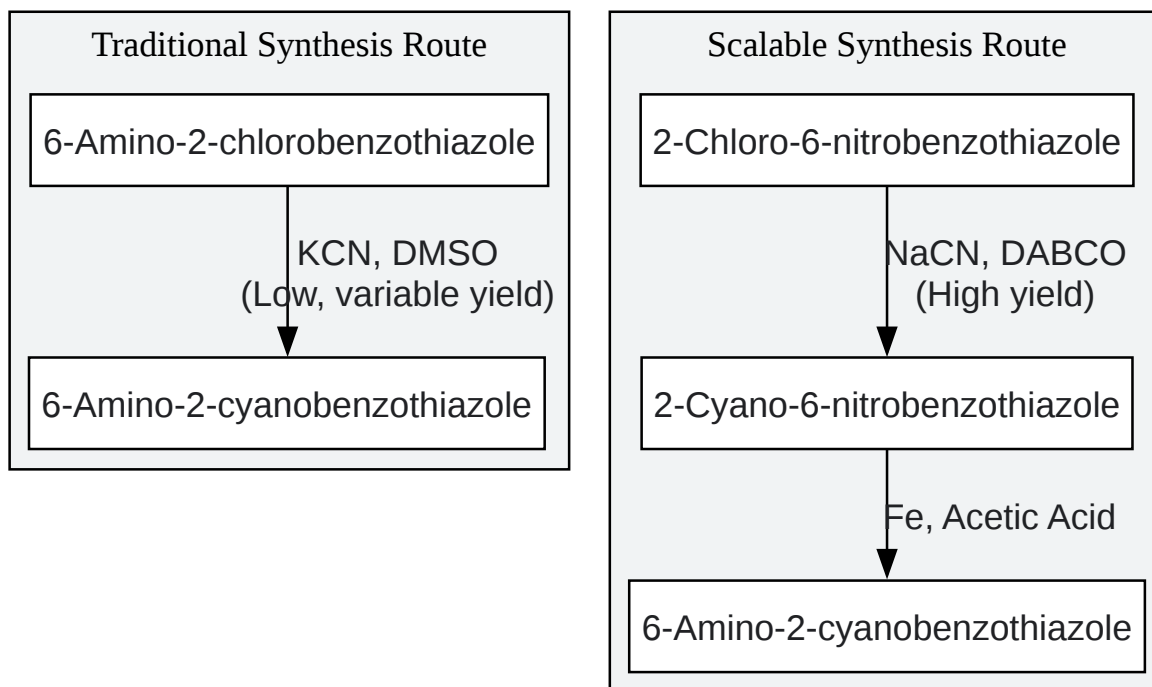 Traditional Synthesis Route
6-Amino-2-chlorobenzothiazole
KCN, DMSO
(Low, variable yield)
6-Amino-2-cyanobenzothiazole
Scalable Synthesis Route
2-Chloro-6-nitrobenzothiazole
NaCN, DABCO
(High yield)
2-Cyano-6-nitrobenzothiazole
Fe, Acetic Acid
6-Amino-2-cyanobenzothiazole